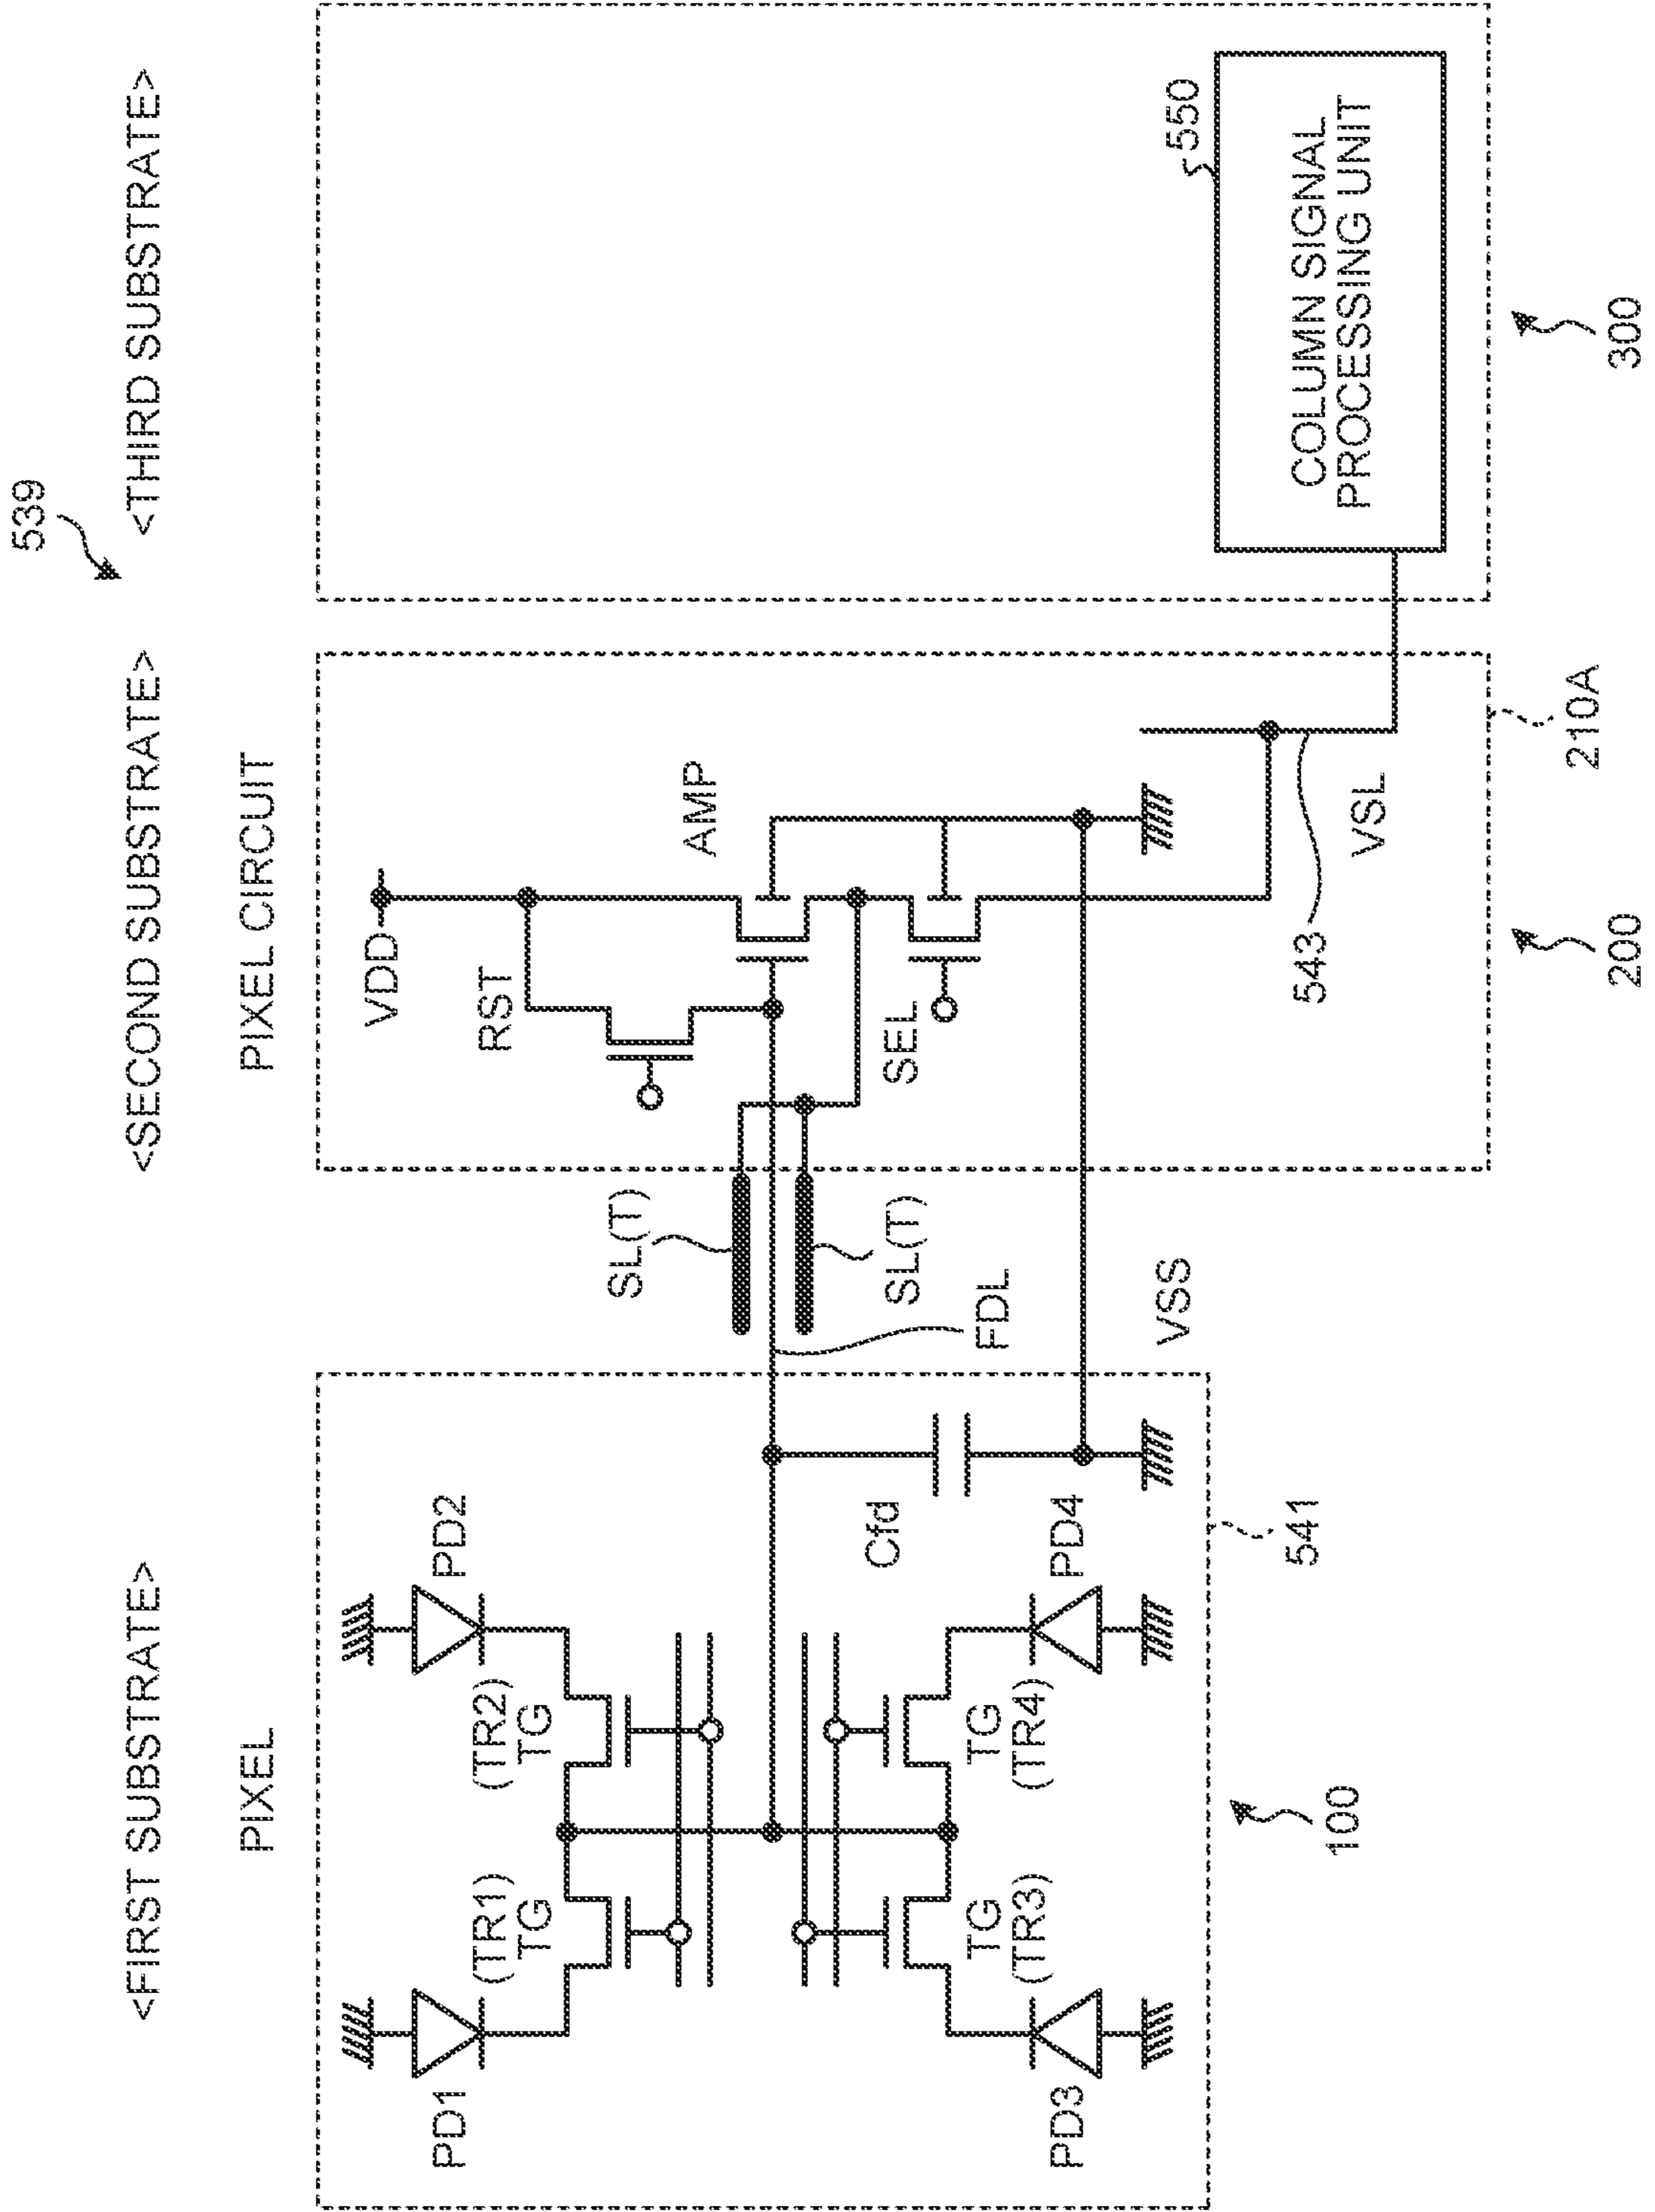 539
<FIRST SUBSTRATE>
<SECOND SUBSTRATE>
<THIRD SUBSTRATE>
PIXEL
PIXEL CIRCUIT
PD1
(TR1)
TG
(TR2)
TG
PD2
PD3
TG
(TR3)
TG
(TR4)
PD4
Cfd
541
100
SL(T)
SL(T)
FDL
VSS
VDD
RST
AMP
SEL
543
VSL
210A
200
550
COLUMN SIGNAL
PROCESSING UNIT
300